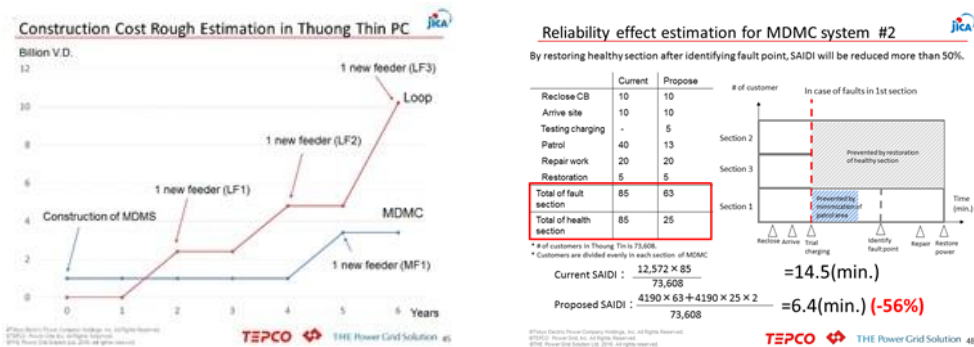 Construction Cost Rough Estimation in Thuong Thin PC
jICA
Billion V.D.
12
10
8
6
4
2
0
1 new feeder (LF3)
Loop
1 new feeder (LF2)
1 new feeder (LF1)
MDMC
Construction of MDMS
1 new feeder (MF1)
0 1 2 3 4 5 6 Years
TEPCO THE Power Grid Solution 45
Reliability effect estimation for MDMC system #2
jICA
By restoring healthy section after identifying fault point, SAIDI will be reduced more than 50%.
Current Propose
Reclose CB 10 10
Arrive site 10 10
Testing charging - 5
Patrol 40 13
Repair work 20 20
Restoration 5 5
Total of fault section 85 63
Total of health section 85 25
* # of customers in Thoung Tin is 73,608.
* Customers are divided evenly in each section of MDMC
# of customer
In case of faults in 1st section
Section 2
Section 3
Section 1
Prevented by restoration
of healthy section
Prevented by
minimization of
patrol area
Time
(min.)
Reclose Arrive Trial charging Identify fault point Repair Restore power
Current SAIDI : 12,572 × 85 / 73,608 =14.5(min.)
Proposed SAIDI : 4190 × 63+4190 × 25 × 2 / 73,608 =6.4(min.) (-56%)
TEPCO THE Power Grid Solution 48